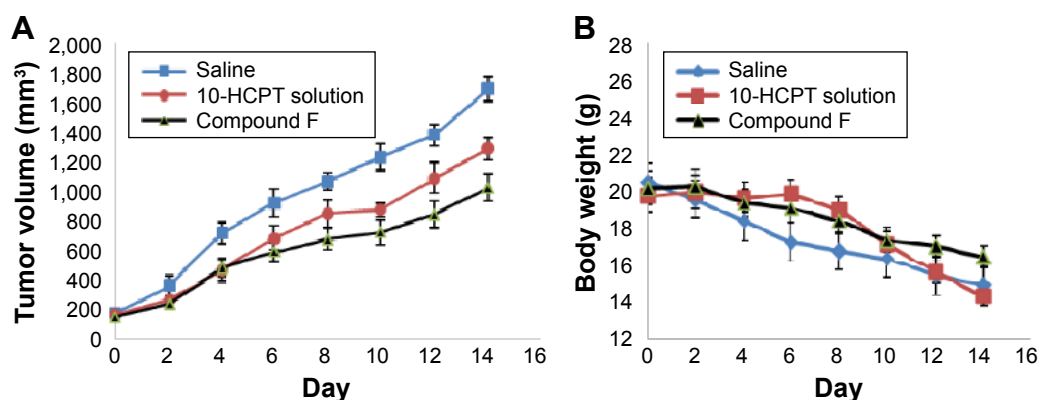 A
Tumor volume (mm³)
2,000
1,800
1,600
1,400
1,200
1,000
800
600
400
200
0
Saline
10-HCPT solution
Compound F
0 2 4 6 8 10 12 14 16
Day
B
Body weight (g)
28
26
24
22
20
18
16
14
12
Saline
10-HCPT solution
Compound F
0 2 4 6 8 10 12 14 16
Day